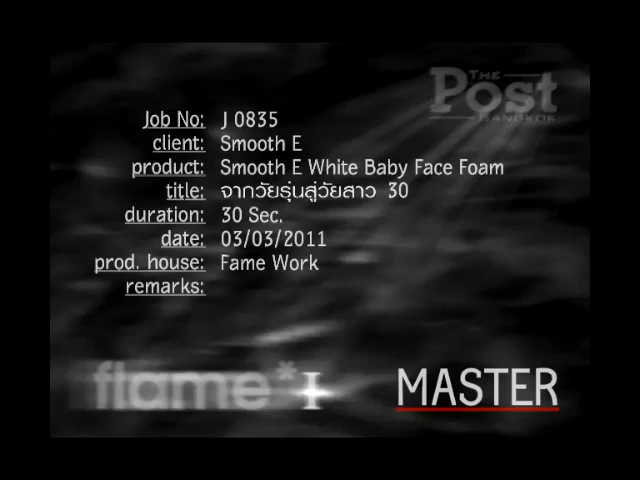 THE
Post
BANGKOK
Job No: J 0835
client: Smooth E
product: Smooth E White Baby Face Foam
title: จากวัยรุ่นสู่วัยสาว 30
duration: 30 Sec.
date: 03/03/2011
prod. house: Fame Work
remarks:
flame* I
MASTER